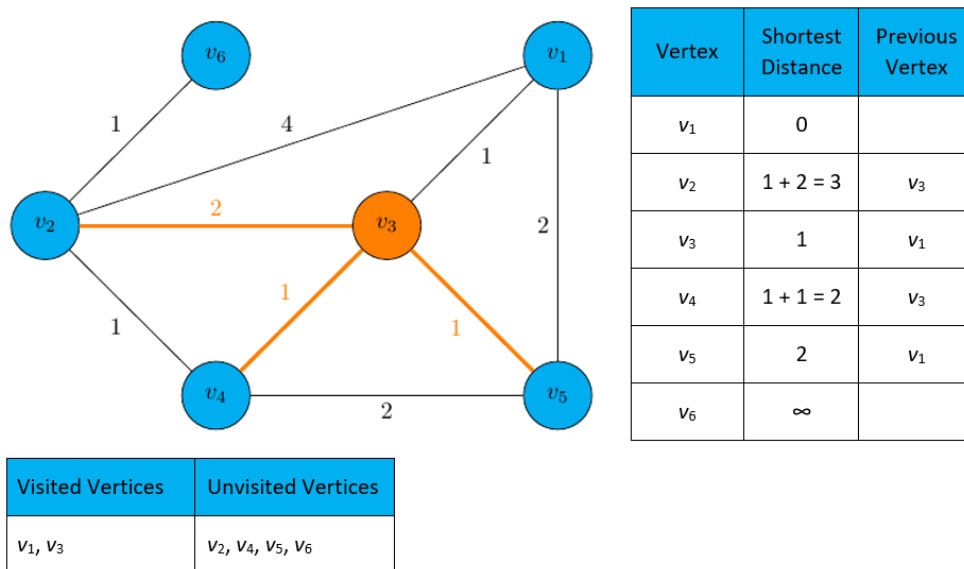 v₆
v₁
1
4
1
2
v₂
v₃
2
1
1
1
v₄
v₅
2
Vertex Shortest Distance Previous Vertex
v₁ 0
v₂ 1 + 2 = 3 v₃
v₃ 1 v₁
v₄ 1 + 1 = 2 v₃
v₅ 2 v₁
v₆ ∞
Visited Vertices Unvisited Vertices
v₁, v₃ v₂, v₄, v₅, v₆